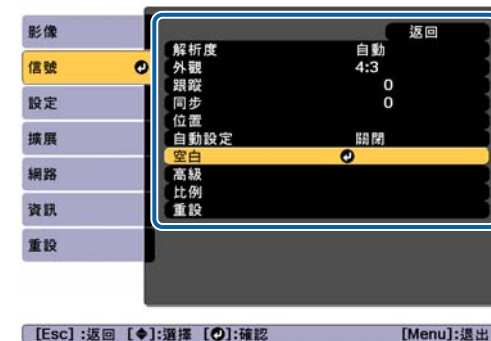 影像
信號
設定
擴展
網路
資訊
重設
返回
解析度 自動
外觀 4:3
跟蹤 0
同步 0
位置
自動設定 關閉
空白
高級
比例
重設
[Esc] :返回 [◆]:選擇 [⏎]:確認 [Menu]:退出